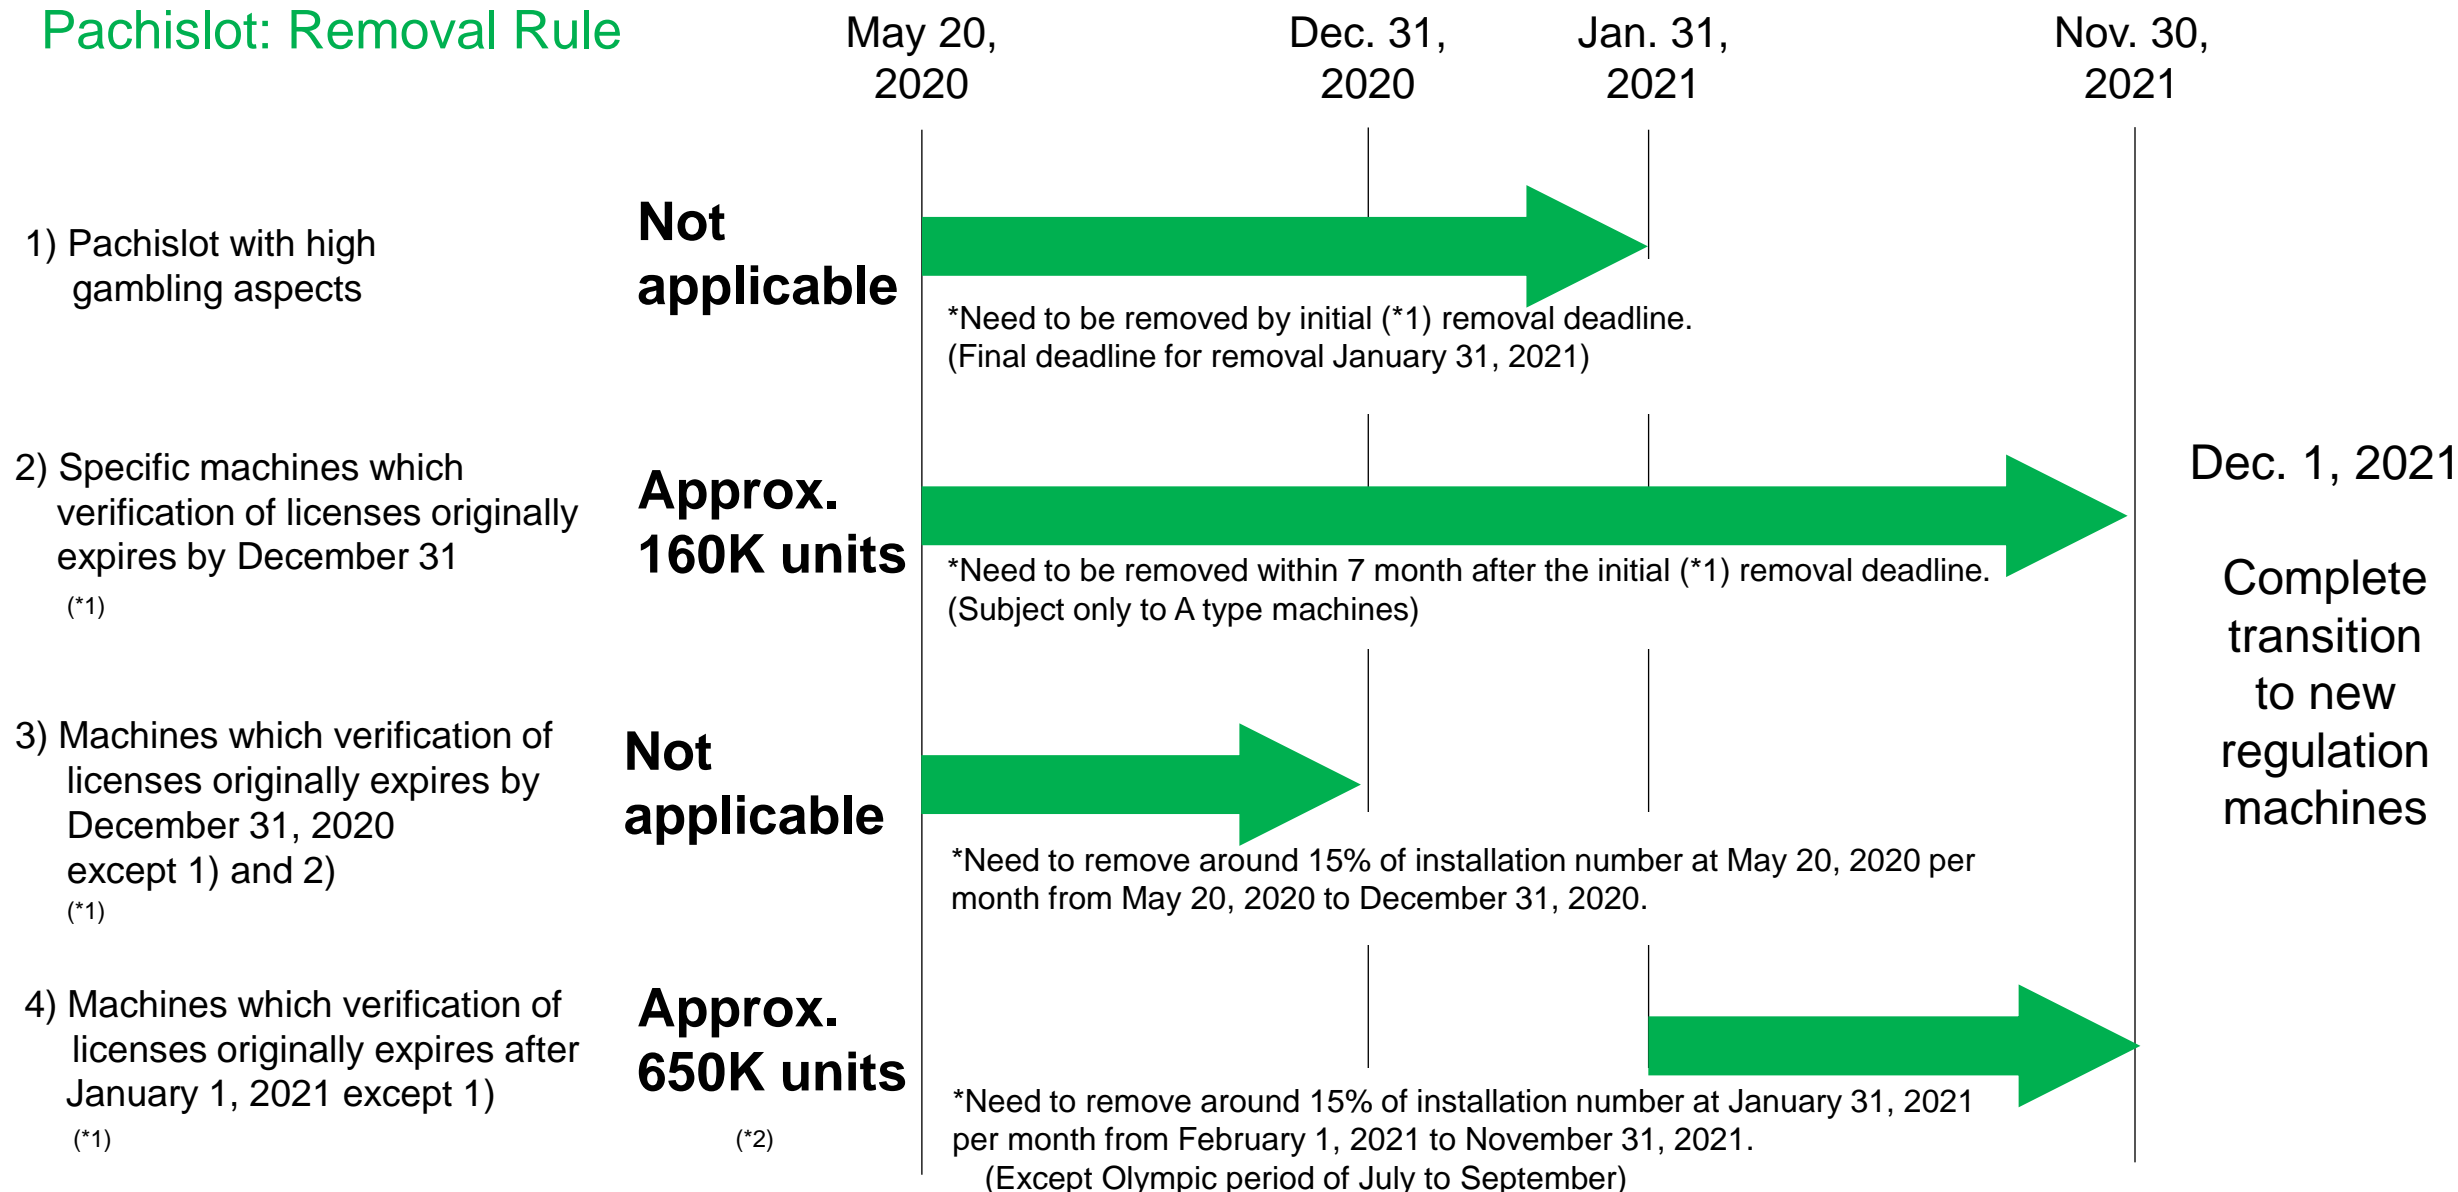 Pachislot: Removal Rule
May 20,
2020
Dec. 31,
2020
Jan. 31,
2021
Nov. 30,
2021
1) Pachislot with high
gambling aspects
Not
applicable
*Need to be removed by initial (*1) removal deadline.
(Final deadline for removal January 31, 2021)
2) Specific machines which
verification of licenses originally
expires by December 31
(*1)
Approx.
160K units
*Need to be removed within 7 month after the initial (*1) removal deadline.
(Subject only to A type machines)
3) Machines which verification of
licenses originally expires by
December 31, 2020
except 1) and 2)
(*1)
Not
applicable
*Need to remove around 15% of installation number at May 20, 2020 per
month from May 20, 2020 to December 31, 2020.
4) Machines which verification of
licenses originally expires after
January 1, 2021 except 1)
(*1)
Approx.
650K units
(*2)
*Need to remove around 15% of installation number at January 31, 2021
per month from February 1, 2021 to November 31, 2021.
(Except Olympic period of July to September)
Dec. 1, 2021
Complete
transition
to new
regulation
machines